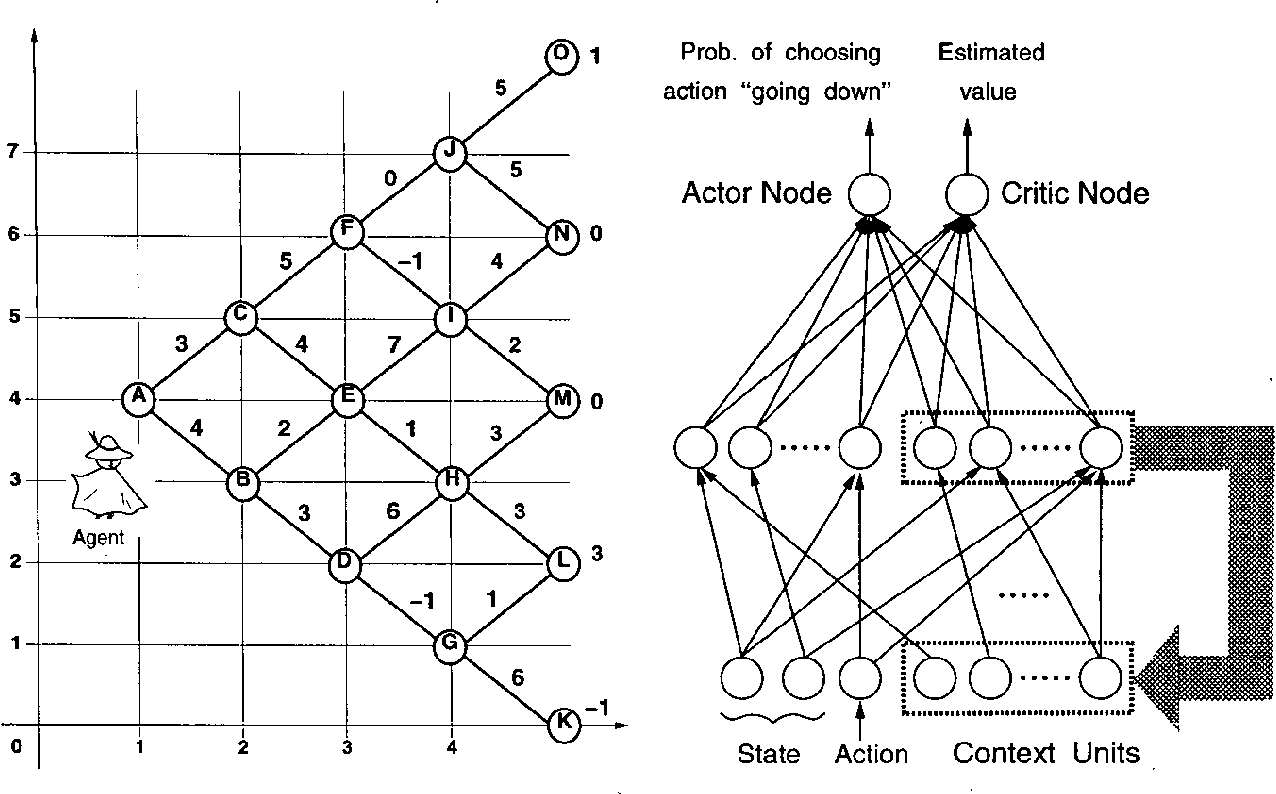 O 1
5
7 J
0 5
6 F N 0
5 -1 4
5 C I
3 4 7 2
4 A E M 0
4 2 1 3
3 B H
3 6 3
Agent
2 D L 3
-1 1
1 G
6
K -1
0 1 2 3 4
Prob. of choosing
action "going down"
Estimated
value
Actor Node
Critic Node
State
Action
Context Units